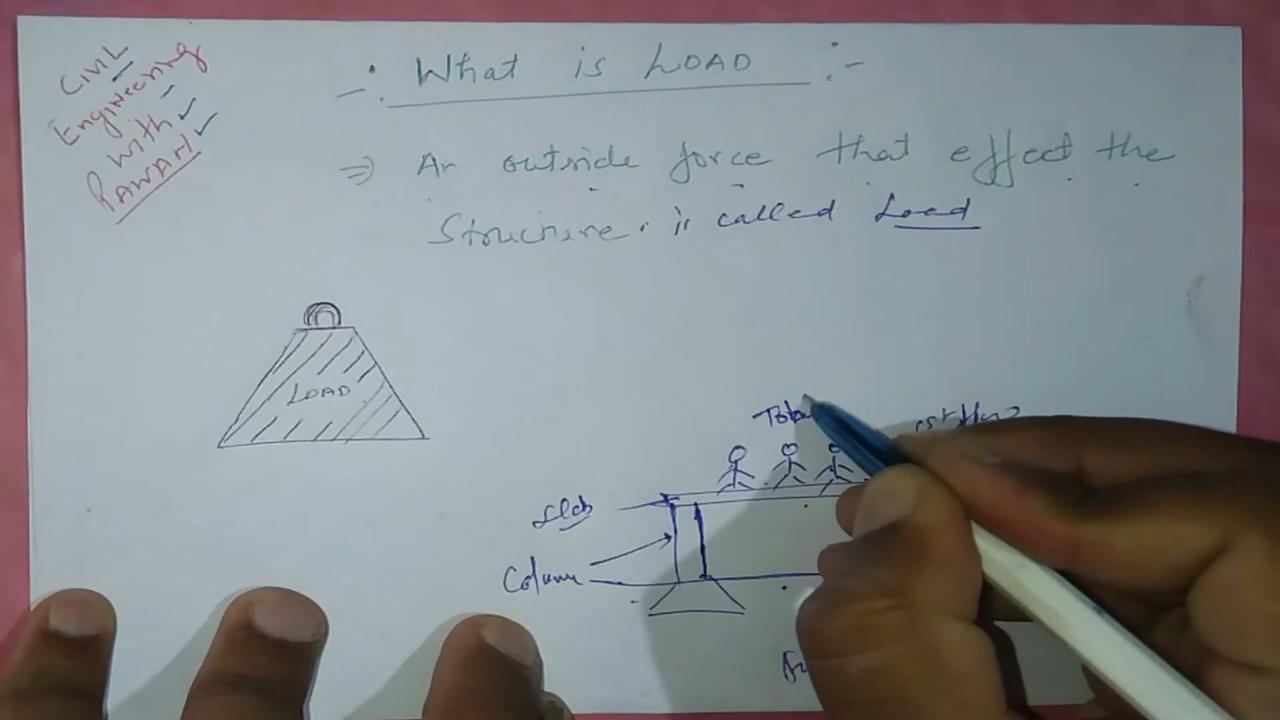 CIVIL
Engineering
with
PAWAN
What is LOAD
⇒ An outside force that effect the
Structure. is called Load
LOAD
Slab
Column